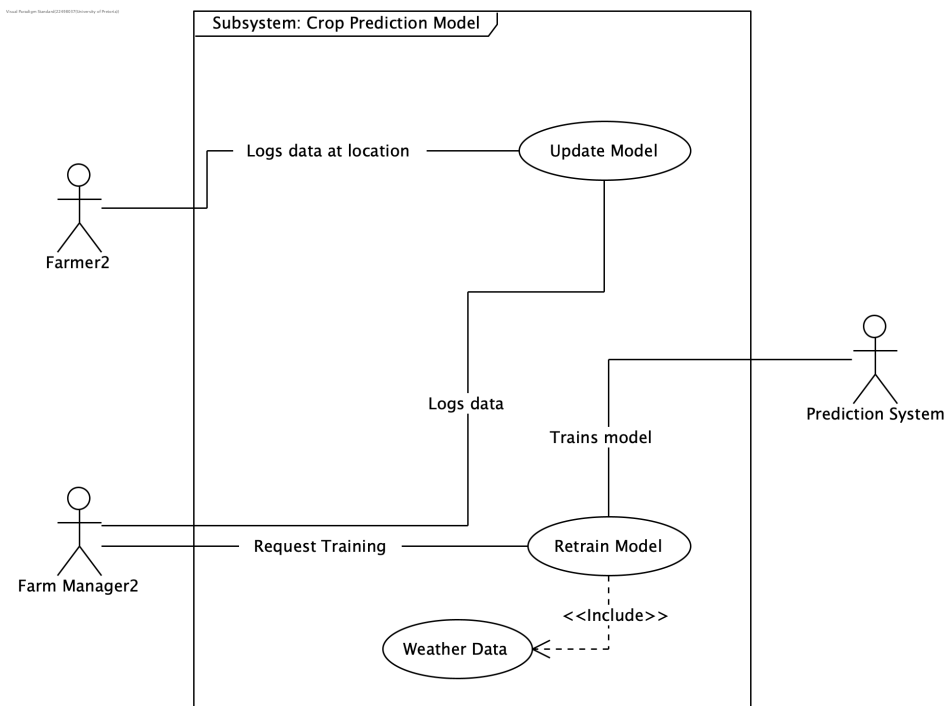 Subsystem: Crop Prediction Model
Logs data at location
Update Model
Farmer2
Prediction System
Logs data
Trains model
Request Training
Retrain Model
Farm Manager2
<<Include>>
Weather Data